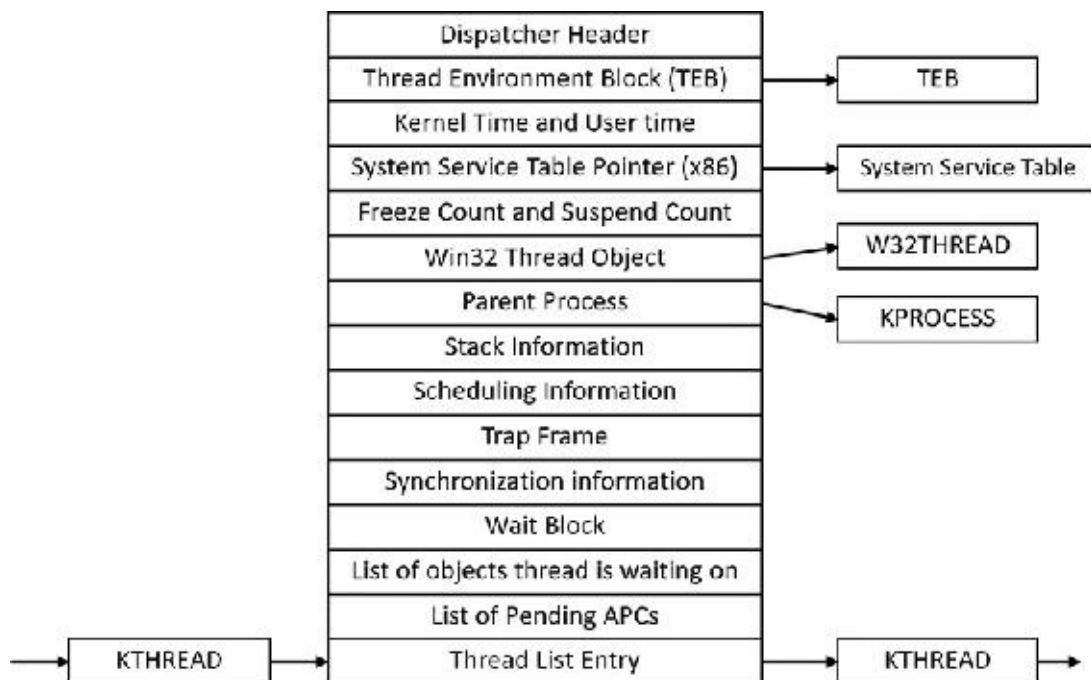 Dispatcher Header
Thread Environment Block (TEB)
TEB
Kernel Time and User time
System Service Table Pointer (x86)
System Service Table
Freeze Count and Suspend Count
Win32 Thread Object
W32THREAD
Parent Process
KPROCESS
Stack Information
Scheduling Information
Trap Frame
Synchronization information
Wait Block
List of objects thread is waiting on
List of Pending APCs
KTHREAD
Thread List Entry
KTHREAD